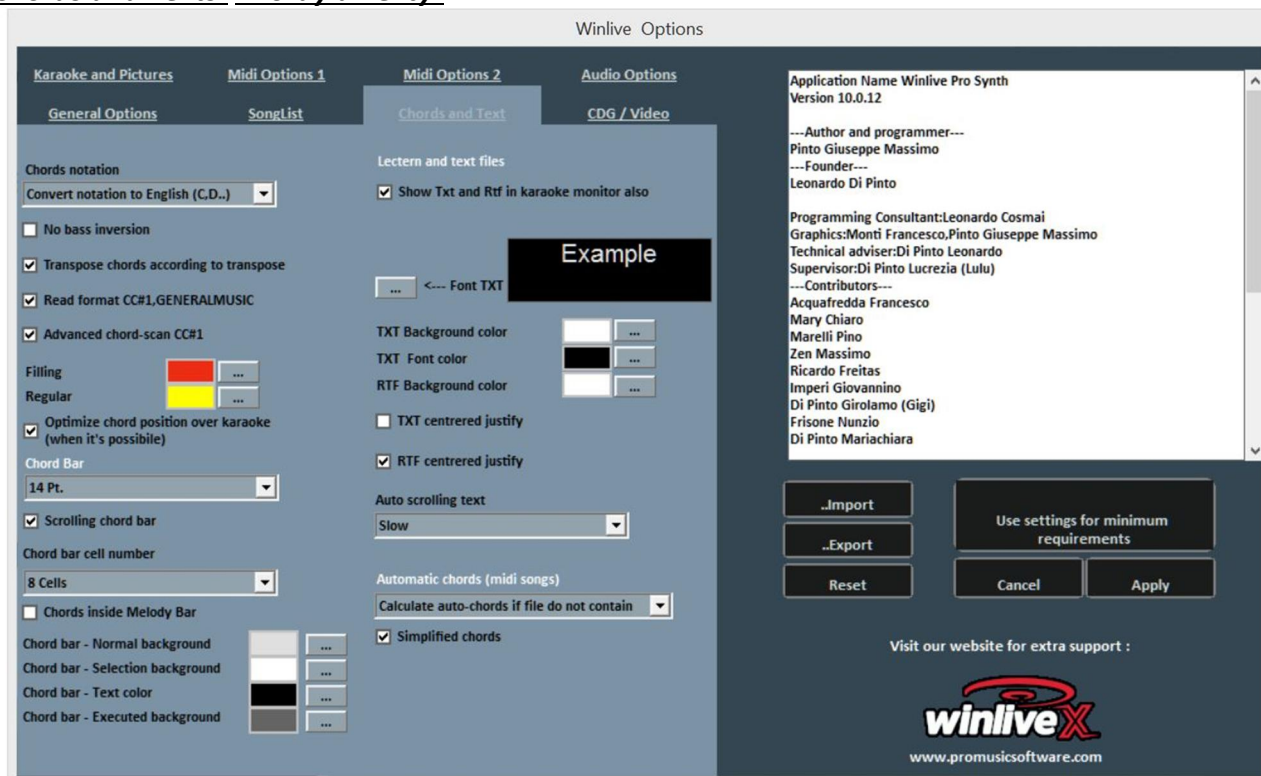 Winlive Options
Karaoke and Pictures
Midi Options 1
Midi Options 2
Audio Options
General Options
SongList
Chords and Text
CDG / Video
Chords notation
Convert notation to English (C,D..)
No bass inversion
Transpose chords according to transpose
Read format CC#1,GENERALMUSIC
Advanced chord-scan CC#1
Filling
...
Regular
...
Optimize chord position over karaoke
(when it's possibile)
Chord Bar
14 Pt.
Scrolling chord bar
Chord bar cell number
8 Cells
Chords inside Melody Bar
Chord bar - Normal background
...
Chord bar - Selection background
...
Chord bar - Text color
...
Chord bar - Executed background
...
Lectern and text files
Show Txt and Rtf in karaoke monitor also
Example
... <--- Font TXT
TXT Background color
...
TXT Font color
...
RTF Background color
...
TXT centrered justify
RTF centrered justify
Auto scrolling text
Slow
Automatic chords (midi songs)
Calculate auto-chords if file do not contain
Simplified chords
Application Name Winlive Pro Synth
Version 10.0.12
---Author and programmer---
Pinto Giuseppe Massimo
---Founder---
Leonardo Di Pinto
Programming Consultant:Leonardo Cosmai
Graphics:Monti Francesco,Pinto Giuseppe Massimo
Technical adviser:Di Pinto Leonardo
Supervisor:Di Pinto Lucrezia (Lulu)
---Contributors---
Acquafredda Francesco
Mary Chiaro
Marelli Pino
Zen Massimo
Ricardo Freitas
Imperi Giovannino
Di Pinto Girolamo (Gigi)
Frisone Nunzio
Di Pinto Mariachiara
..Import
..Export
Reset
Use settings for minimum
requirements
Cancel
Apply
Visit our website for extra support :
winlive X
www.promusicsoftware.com